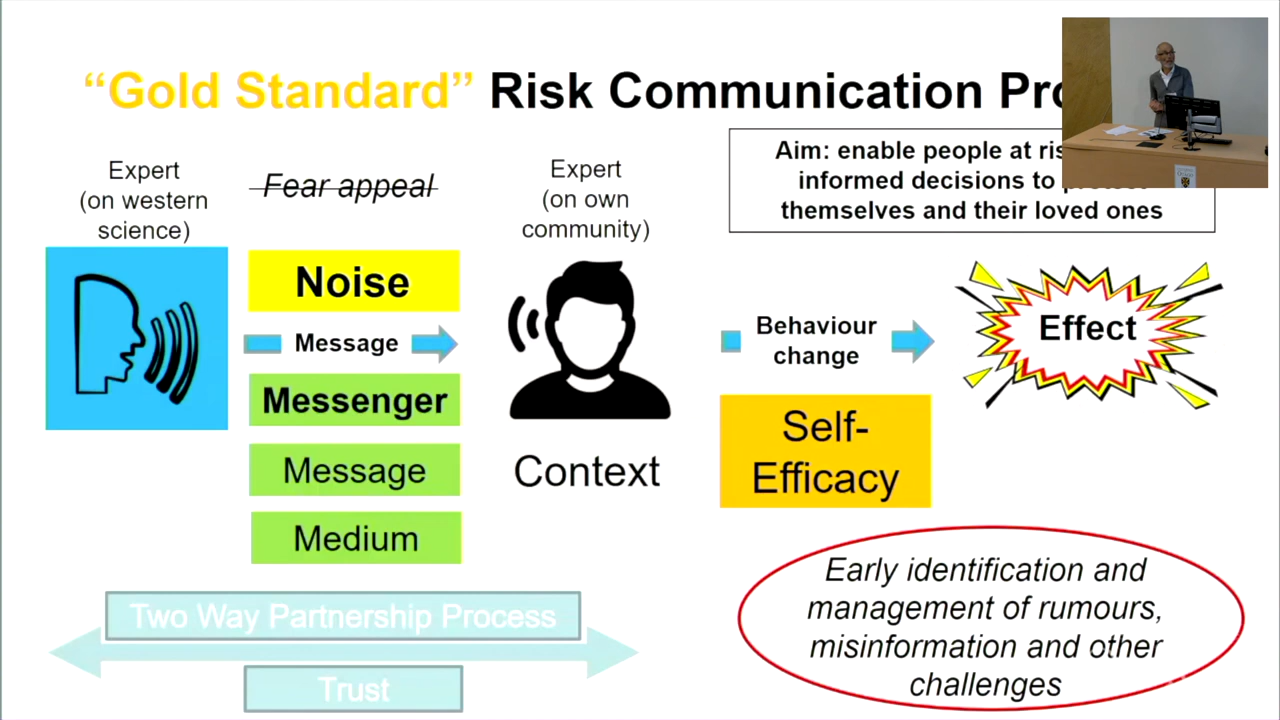 “Gold Standard” Risk Communication
Expert
(on western
science)
Fear appeal
Noise
Message
Messenger
Message
Medium
Expert
(on own
community)
Context
Aim: enable people at
informed decisions to
themselves and their loved ones
Behaviour
change
Effect
Self-
Efficacy
Two Way Partnership Process
Trust
Early identification and
management of rumours,
misinformation and other
challenges